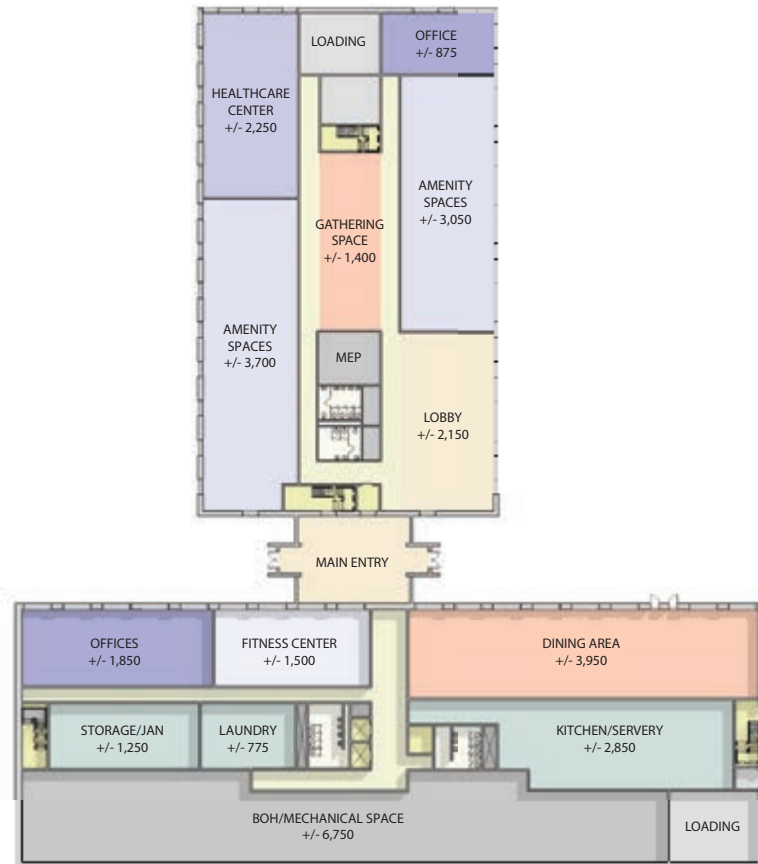 LOADING
OFFICE
+/- 875
HEALTHCARE
CENTER
+/- 2,250
AMENITY
SPACES
+/- 3,050
GATHERING
SPACE
+/- 1,400
AMENITY
SPACES
+/- 3,700
MEP
LOBBY
+/- 2,150
MAIN ENTRY
OFFICES
+/- 1,850
FITNESS CENTER
+/- 1,500
DINING AREA
+/- 3,950
STORAGE/JAN
+/- 1,250
LAUNDRY
+/- 775
KITCHEN/SERVERY
+/- 2,850
BOH/MECHANICAL SPACE
+/- 6,750
LOADING